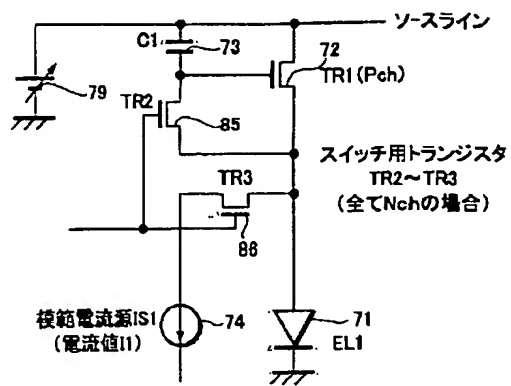 ソースライン
C1
73
72
TR1(Pch)
79
TR2
85
スイッチ用トランジスタ
TR2～TR3
(全てNchの場合)
TR3
86
模範電流源IS1
(電流値I1)
74
71
EL1